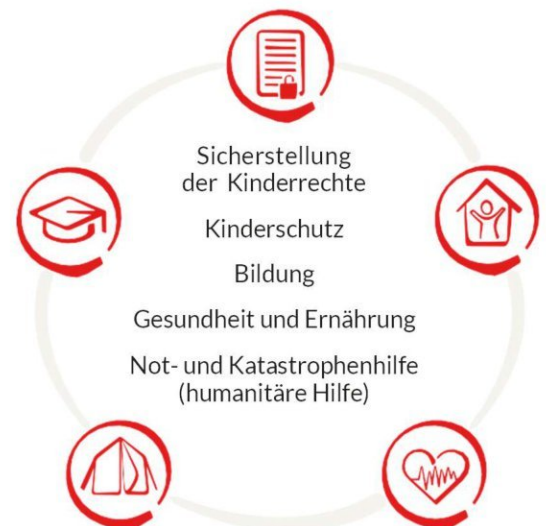 Sicherstellung
der Kinderrechte
Kinderschutz
Bildung
Gesundheit und Ernährung
Not- und Katastrophenhilfe
(humanitäre Hilfe)